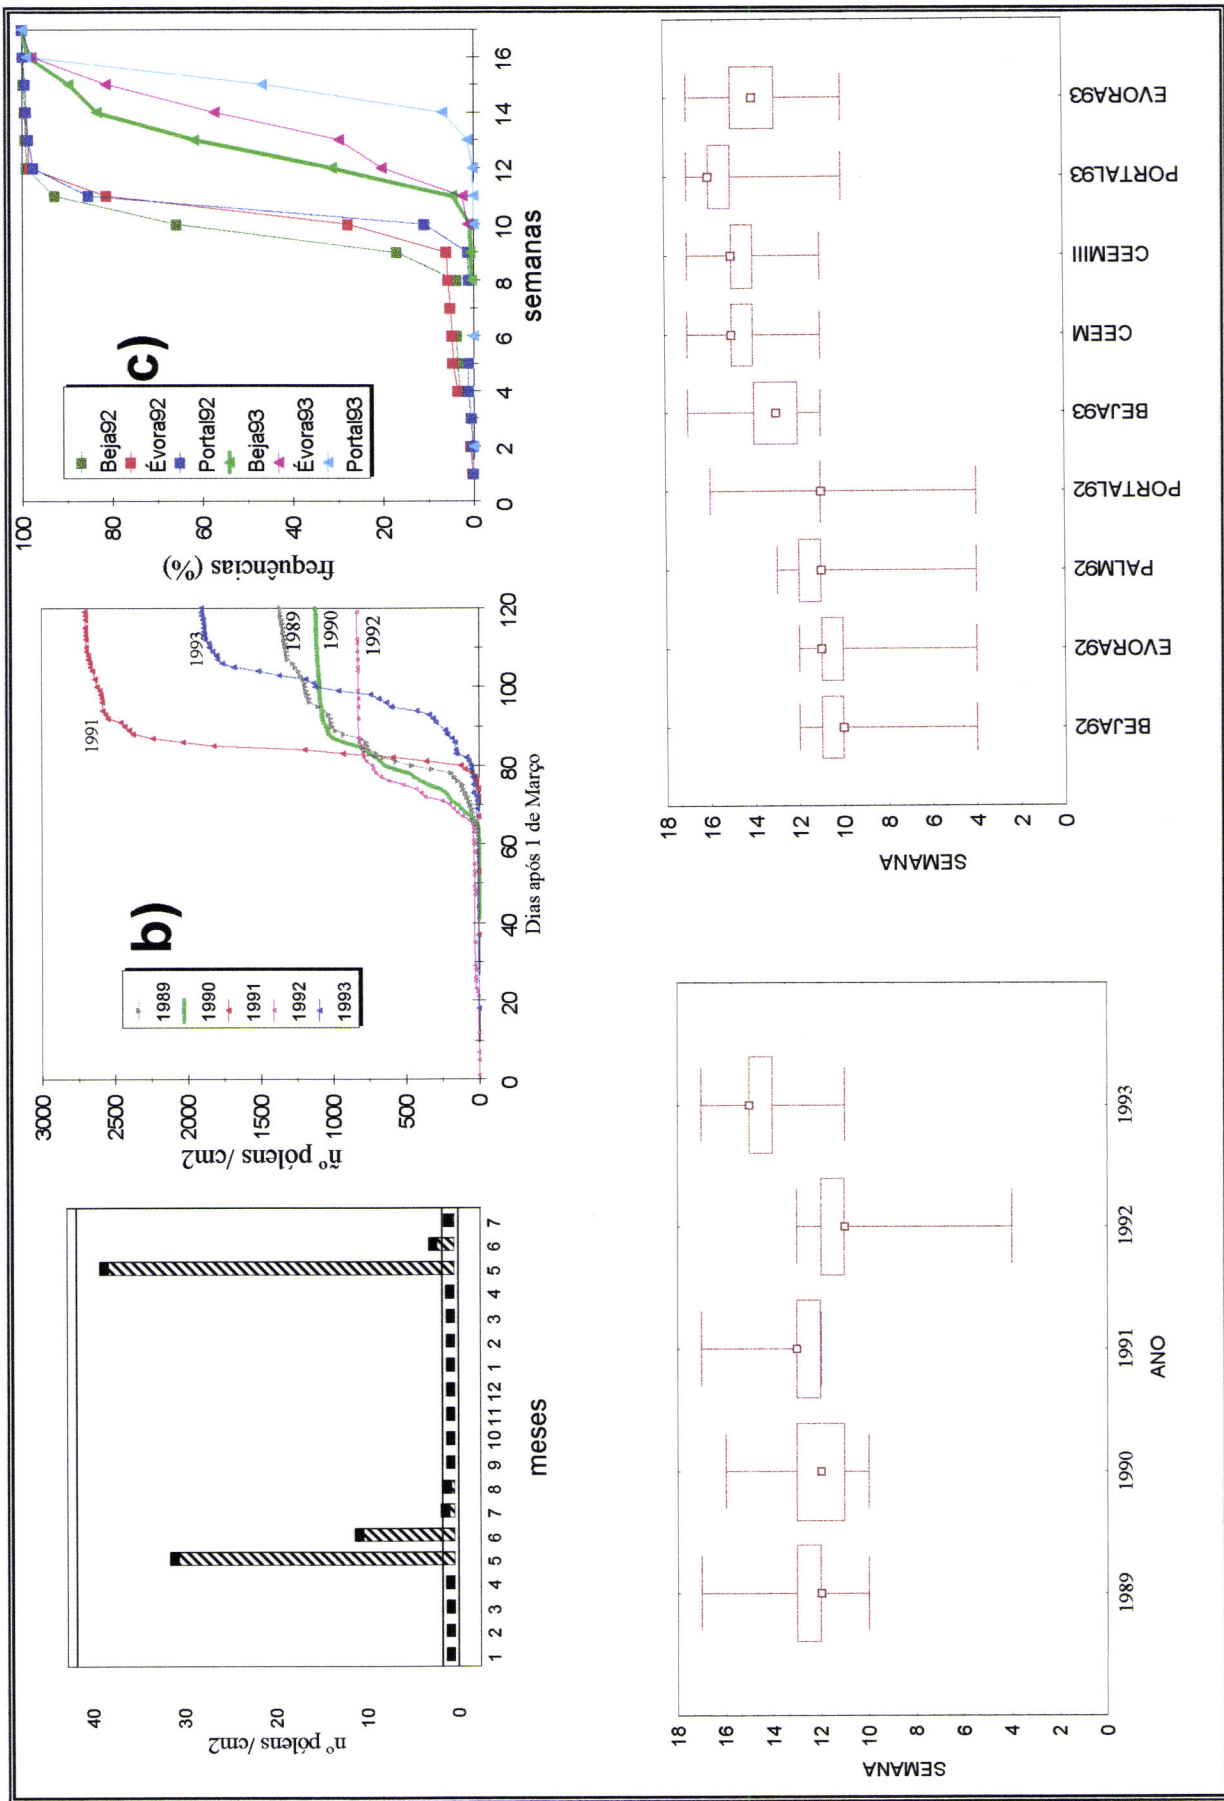 40
30
20
10
0
nº pólens /cm2
1 2 3 4 5 6 7 8 9 10 11 12 1 2 3 4 5 6 7
meses
b)
3000
2500
2000
1500
1000
500
0
ñº pólens /cm2
1989
1990
1991
1992
1993
1991
1993
1989
1990
1992
0 20 40 60 80 100 120
Dias após 1 de Março
c)
100
80
60
40
20
0
frequências (%)
Beja92
Évora92
Portal92
Beja93
Évora93
Portal93
0 2 4 6 8 10 12 14 16
semanas
18
16
14
12
10
8
6
4
2
0
SEMANA
1989 1990 1991 1992 1993
ANO
18
16
14
12
10
8
6
4
2
0
SEMANA
BEJA92
EVORA92
PALM92
PORTAL92
BEJA93
CEEM
CEEMIII
PORTAL93
EVORA93